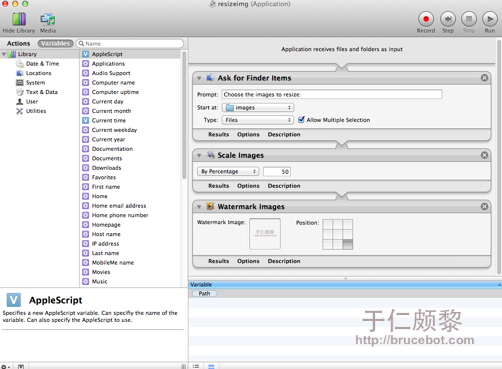 resizeimg (Application)
Hide Library
Media
Record
Step
Stop
Run
Actions
Variables
Name
Library
Date & Time
Locations
System
Text & Data
User
Utilities
AppleScript
Applications
Audio Support
Computer name
Computer uptime
Current day
Current month
Current time
Current weekday
Current year
Documentation
Documents
Downloads
Favorites
First name
Home
Home email address
Home phone number
Homepage
Host name
IP address
Last name
MobileMe name
Movies
Music
AppleScript
Specifies a new AppleScript variable. Can specify the name of the
variable. Can also specify the AppleScript to use.
Application receives files and folders as input
Ask for Finder Items
Prompt: Choose the images to resize:
Start at: images
Type: Files Allow Multiple Selection
Results Options Description
Scale Images
By Percentage 50
Results Options Description
Watermark Images
Watermark Image: Position:
于仁颇黎
Results Options Description
Variable
Path
于仁颇黎
http://brucebot.com